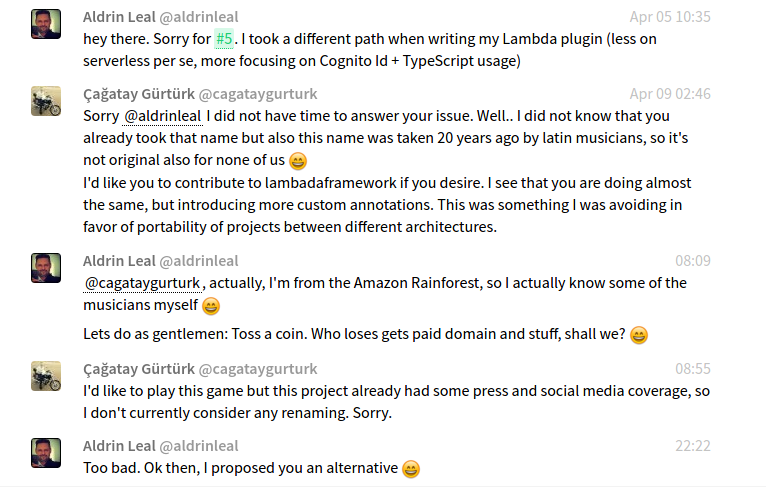 Aldrin Leal @aldrinleal Apr 05 10:35
hey there. Sorry for #5. I took a different path when writing my Lambda plugin (less on
serverless per se, more focusing on Cognito Id + TypeScript usage)
Çağatay Gürtürk @cagataygurturk Apr 09 02:46
Sorry @aldrinleal I did not have time to answer your issue. Well.. I did not know that you
already took that name but also this name was taken 20 years ago by latin musicians, so it's
not original also for none of us 😄
I'd like you to contribute to lambadaframework if you desire. I see that you are doing almost
the same, but introducing more custom annotations. This was something I was avoiding in
favor of portability of projects between different architectures.
Aldrin Leal @aldrinleal 08:09
@cagataygurturk, actually, I'm from the Amazon Rainforest, so I actually know some of the
musicians myself 😄
Lets do as gentlemen: Toss a coin. Who loses gets paid domain and stuff, shall we? 😄
Çağatay Gürtürk @cagataygurturk 08:55
I'd like to play this game but this project already had some press and social media coverage, so
I don't currently consider any renaming. Sorry.
Aldrin Leal @aldrinleal 22:22
Too bad. Ok then, I proposed you an alternative 😄